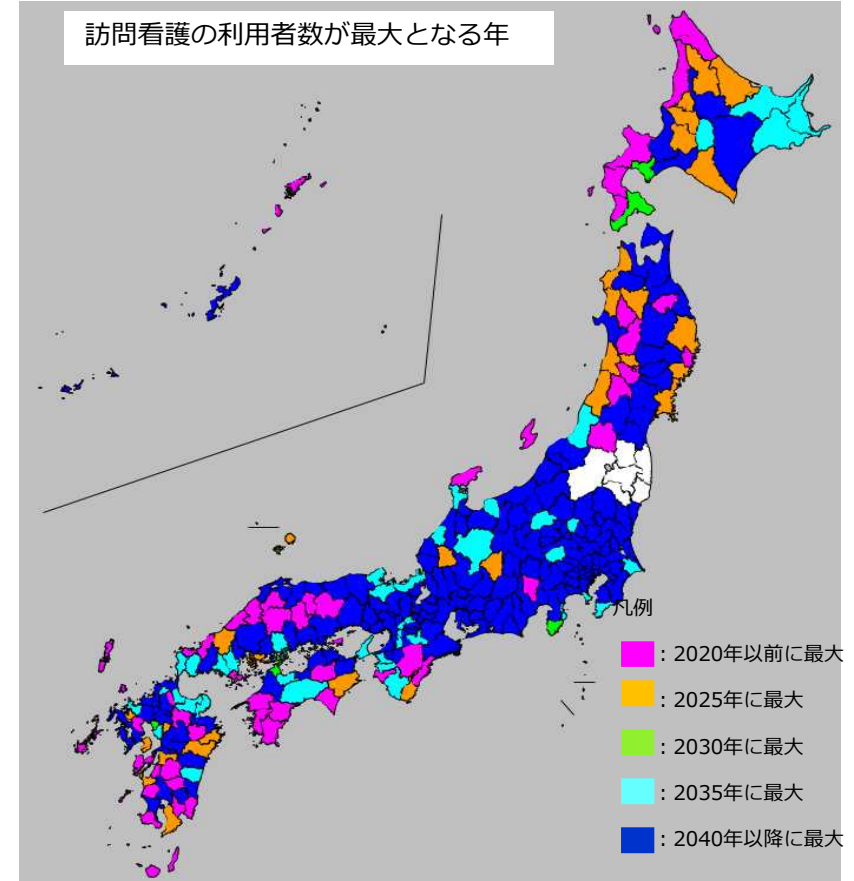 訪問看護の利用者数が最大となる年
凡例
：2020年以前に最大
：2025年に最大
：2030年に最大
：2035年に最大
：2040年以降に最大